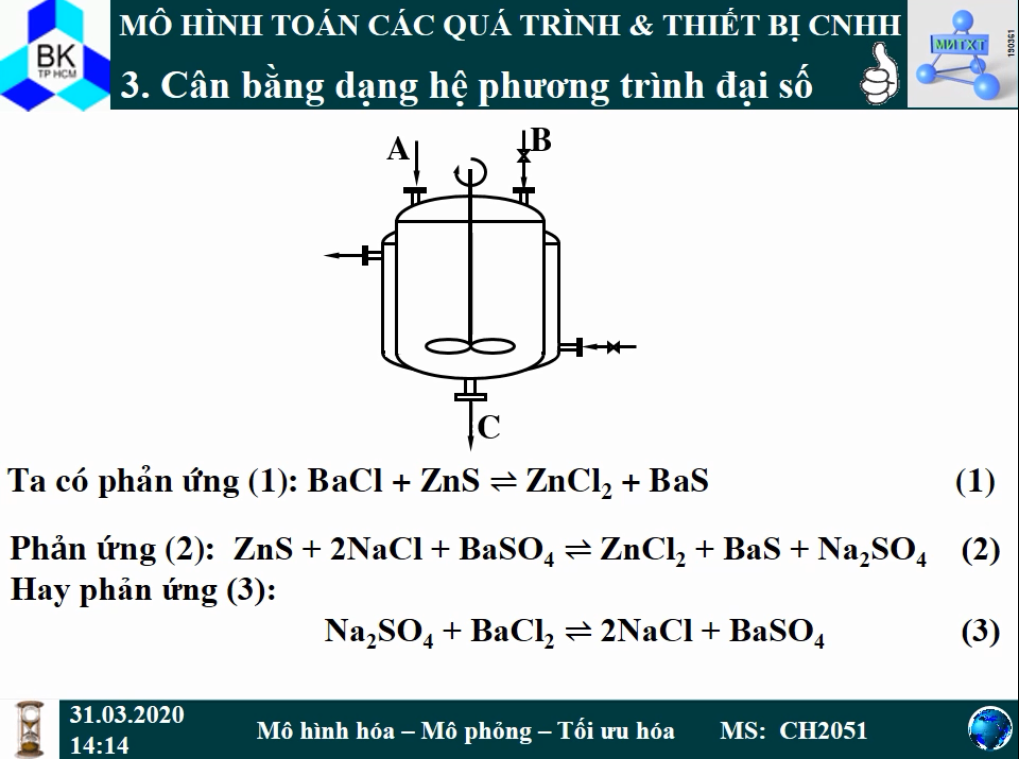 MÔ HÌNH TOÁN CÁC QUÁ TRÌNH & THIẾT BỊ CNHH
BK
TP HCM
3. Cân bằng dạng hệ phương trình đại số
МИТХТ
190361
A
B
C
Ta có phản ứng (1): BaCl + ZnS ⇌ ZnCl₂ + BaS (1)
Phản ứng (2): ZnS + 2NaCl + BaSO₄ ⇌ ZnCl₂ + BaS + Na₂SO₄ (2)
Hay phản ứng (3):
Na₂SO₄ + BaCl₂ ⇌ 2NaCl + BaSO₄ (3)
31.03.2020
14:14
Mô hình hóa – Mô phỏng – Tối ưu hóa MS: CH2051